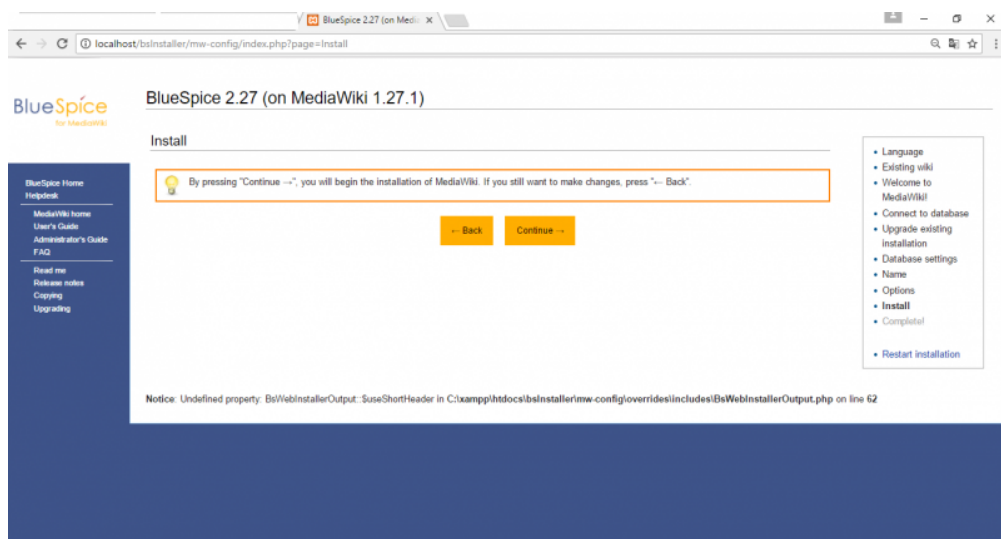 BlueSpice 2.27 (on Medi
localhost/bsInstaller/mw-config/index.php?page=Install
BlueSpice
for MediaWiki
BlueSpice 2.27 (on MediaWiki 1.27.1)
Install
By pressing "Continue →", you will begin the installation of MediaWiki. If you still want to make changes, press "← Back".
← Back
Continue →
BlueSpice Home
Helpdesk
MediaWiki home
User's Guide
Administrator's Guide
FAQ
Read me
Release notes
Copying
Upgrading
• Language
• Existing wiki
• Welcome to
MediaWiki!
• Connect to database
• Upgrade existing
installation
• Database settings
• Name
• Options
• Install
• Complete!
• Restart installation
Notice: Undefined property: BsWebInstallerOutput::$useShortHeader in C:\xampp\htdocs\bsInstaller\mw-config\overrides\includes\BsWebInstallerOutput.php on line 62